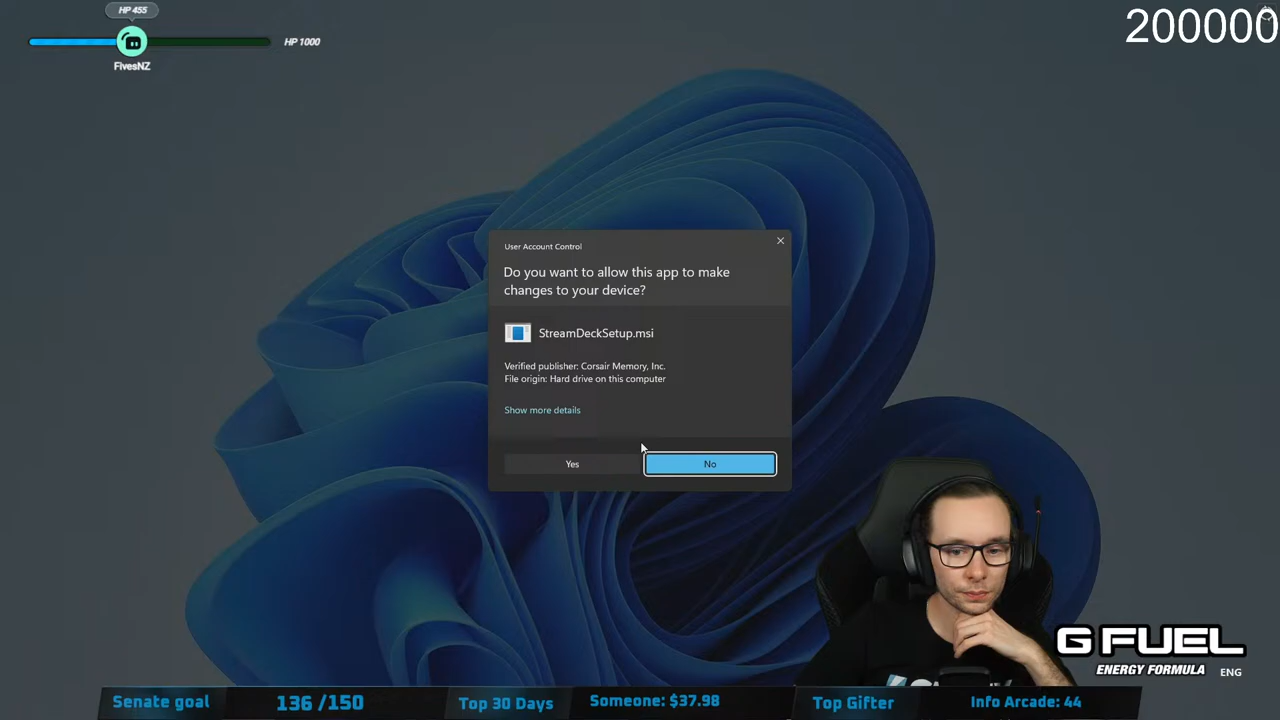 HP 455
200000
HP 1000
FivesNZ
User Account Control
Do you want to allow this app to make
changes to your device?
StreamDeckSetup.msi
Verified publisher: Corsair Memory, Inc.
File origin: Hard drive on this computer
Show more details
Yes
No
G FUEL
ENERGY FORMULA
ENG
Senate goal
136 /150
Top 30 Days
Someone: $37.98
Top Gifter
Info Arcade: 44